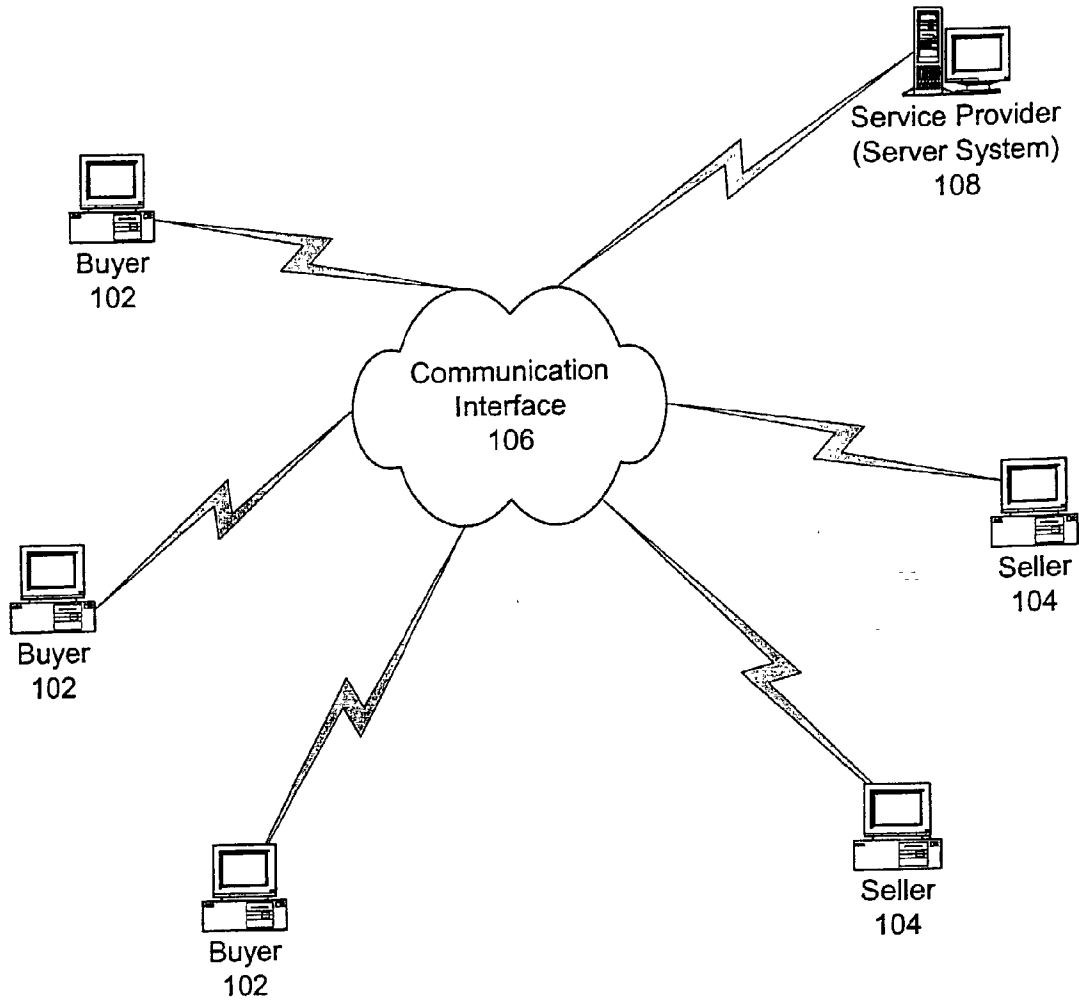 Service Provider
(Server System)
108
Buyer
102
Communication
Interface
106
Seller
104
Buyer
102
Seller
104
Buyer
102